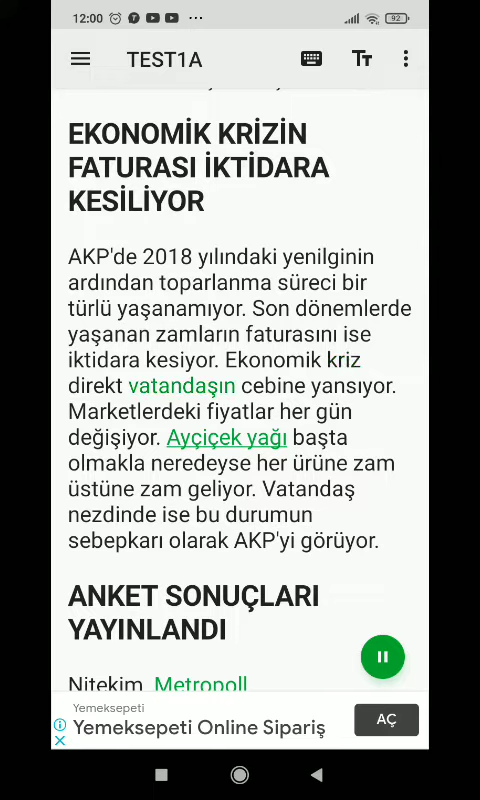 12:00
92
TEST1A
EKONOMİK KRİZİN
FATURASI İKTİDARA
KESİLİYOR
AKP'de 2018 yılındaki yenilginin
ardından toparlanma süreci bir
türlü yaşanamıyor. Son dönemlerde
yaşanan zamların faturasını ise
iktidara kesiyor. Ekonomik kriz
direkt vatandaşın cebine yansıyor.
Marketlerdeki fiyatlar her gün
değişiyor. Ayçiçek yağı başta
olmakla neredeyse her ürüne zam
üstüne zam geliyor. Vatandaş
nezdinde ise bu durumun
sebepkarı olarak AKP'yi görüyor.
ANKET SONUÇLARI
YAYINLANDI
Nitekim Metropoll
Yemeksepeti
Yemeksepeti Online Sipariş
AÇ